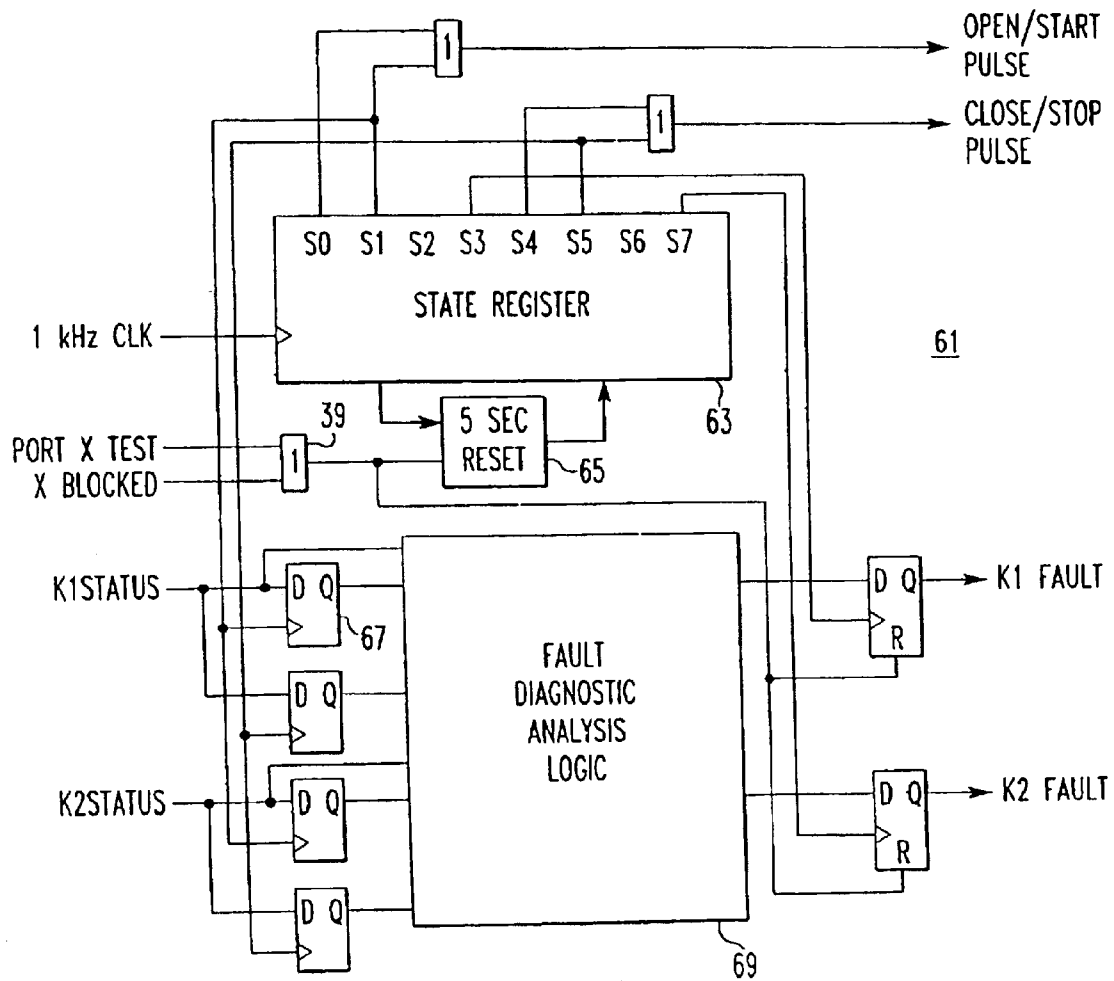 OPEN/START
PULSE
1
CLOSE/STOP
PULSE
1
S0 S1 S2 S3 S4 S5 S6 S7
STATE REGISTER
1 kHz CLK
61
63
39
5 SEC
RESET
65
PORT X TEST
X BLOCKED
1
K1STATUS
D Q
67
D Q
K2STATUS
D Q
D Q
FAULT
DIAGNOSTIC
ANALYSIS
LOGIC
69
D Q
R
K1 FAULT
D Q
R
K2 FAULT